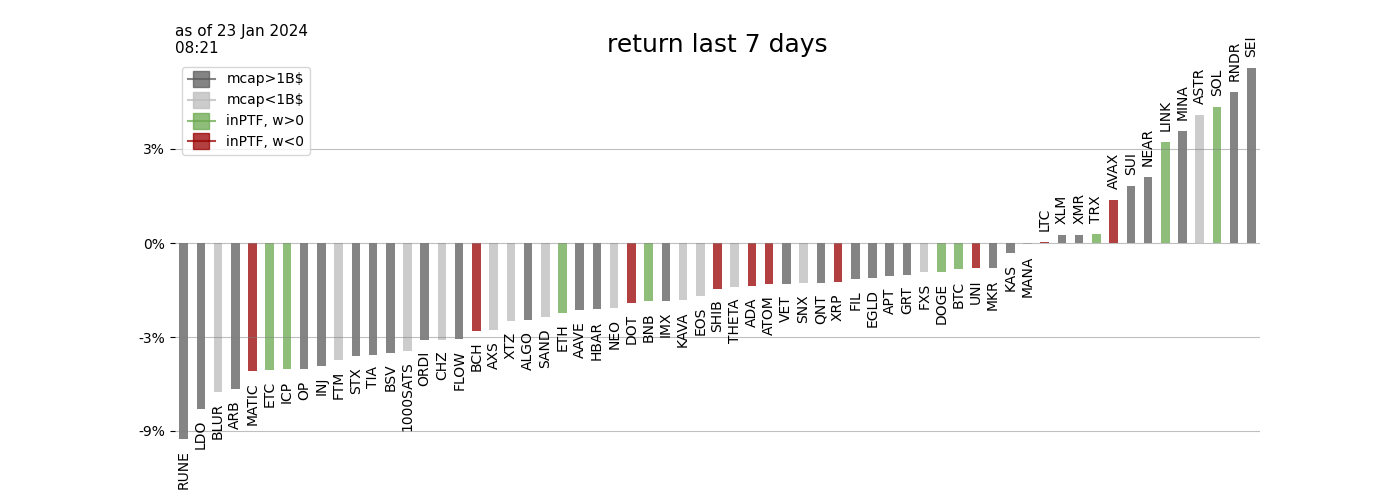 as of 23 Jan 2024
08:21
return last 7 days
mcap>1B$
mcap<1B$
inPTF, w>0
inPTF, w<0
3%
0%
-3%
-9%
RUNE
LDO
BLUR
ARB
MATIC
ETC
ICP
OP
INJ
FTM
STX
TIA
BSV
1000SATS
ORDI
CHZ
FLOW
BCH
AXS
XTZ
ALGO
SAND
ETH
AAVE
HBAR
NEO
DOT
BNB
IMX
KAVA
EOS
SHIB
THETA
ADA
ATOM
VET
SNX
QNT
XRP
FIL
EGLD
APT
GRT
FXS
DOGE
BTC
UNI
MKR
KAS
MANA
LTC
XLM
XMR
TRX
AVAX
SUI
NEAR
LINK
MINA
ASTR
SOL
RNDR
SEI